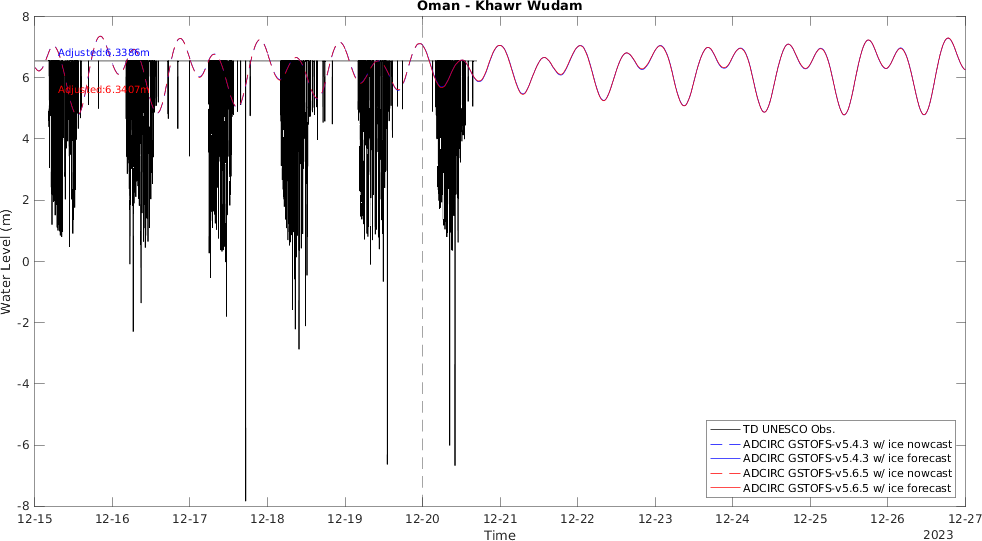 Oman - Khawr Wudam
8
6
4
2
0
-2
-4
-6
-8
Water Level (m)
Adjusted:6.3386m
Adjusted:6.3407m
TD UNESCO Obs.
ADCIRC GSTOFS-v5.4.3 w/ ice nowcast
ADCIRC GSTOFS-v5.4.3 w/ ice forecast
ADCIRC GSTOFS-v5.6.5 w/ ice nowcast
ADCIRC GSTOFS-v5.6.5 w/ ice forecast
12-15 12-16 12-17 12-18 12-19 12-20 12-21 12-22 12-23 12-24 12-25 12-26 12-27
Time
2023